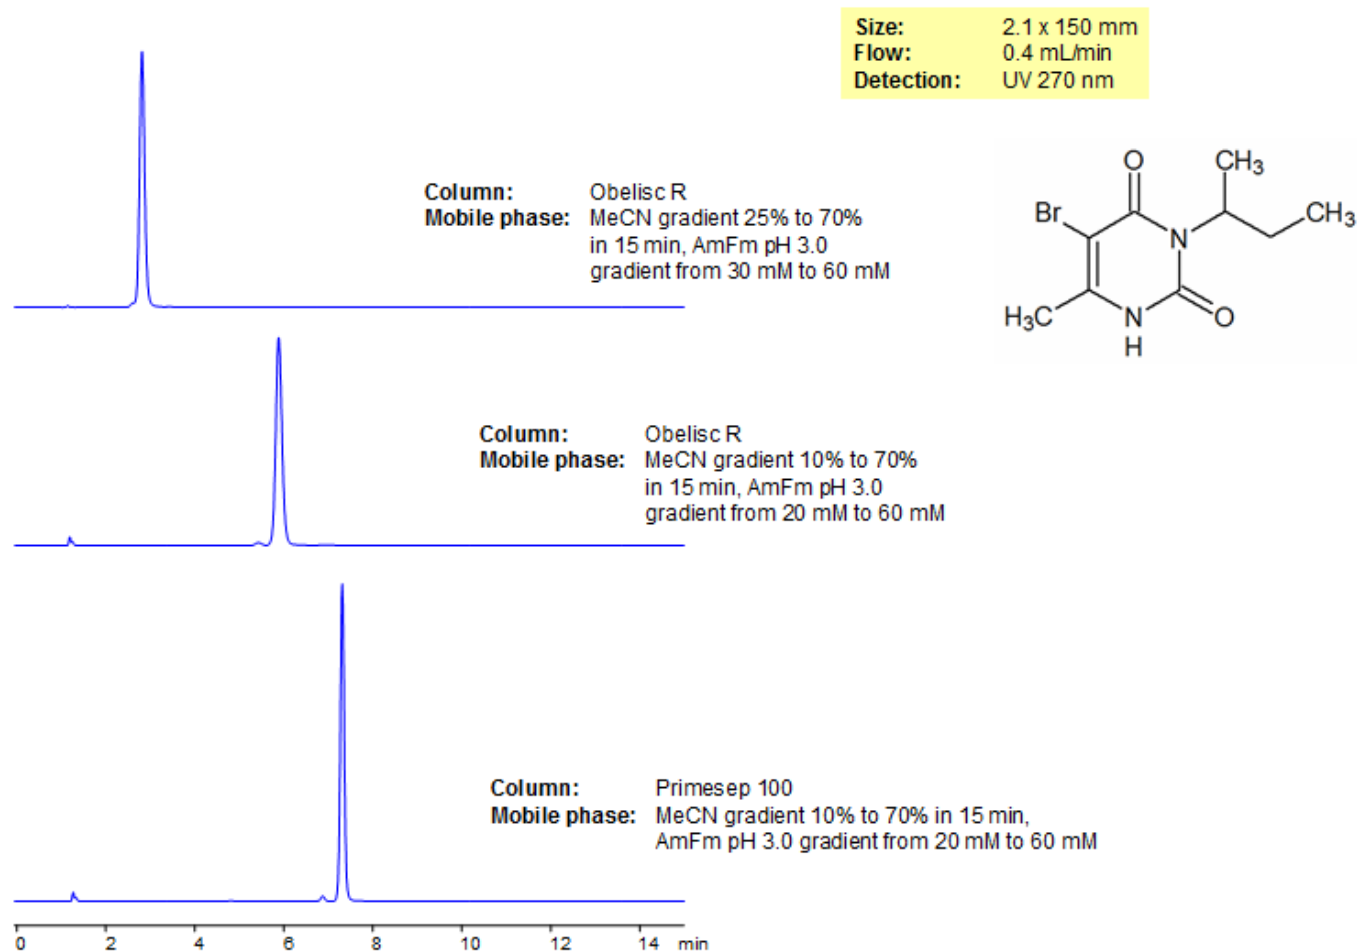 Size: 2.1 x 150 mm
Flow: 0.4 mL/min
Detection: UV 270 nm
Column: Obelisc R
Mobile phase: MeCN gradient 25% to 70%
in 15 min, AmFm pH 3.0
gradient from 30 mM to 60 mM
O
CH3
Br
CH3
N
H3C
N
H
O
Column: Obelisc R
Mobile phase: MeCN gradient 10% to 70%
in 15 min, AmFm pH 3.0
gradient from 20 mM to 60 mM
Column: Primesep 100
Mobile phase: MeCN gradient 10% to 70% in 15 min,
AmFm pH 3.0 gradient from 20 mM to 60 mM
0 2 4 6 8 10 12 14 min